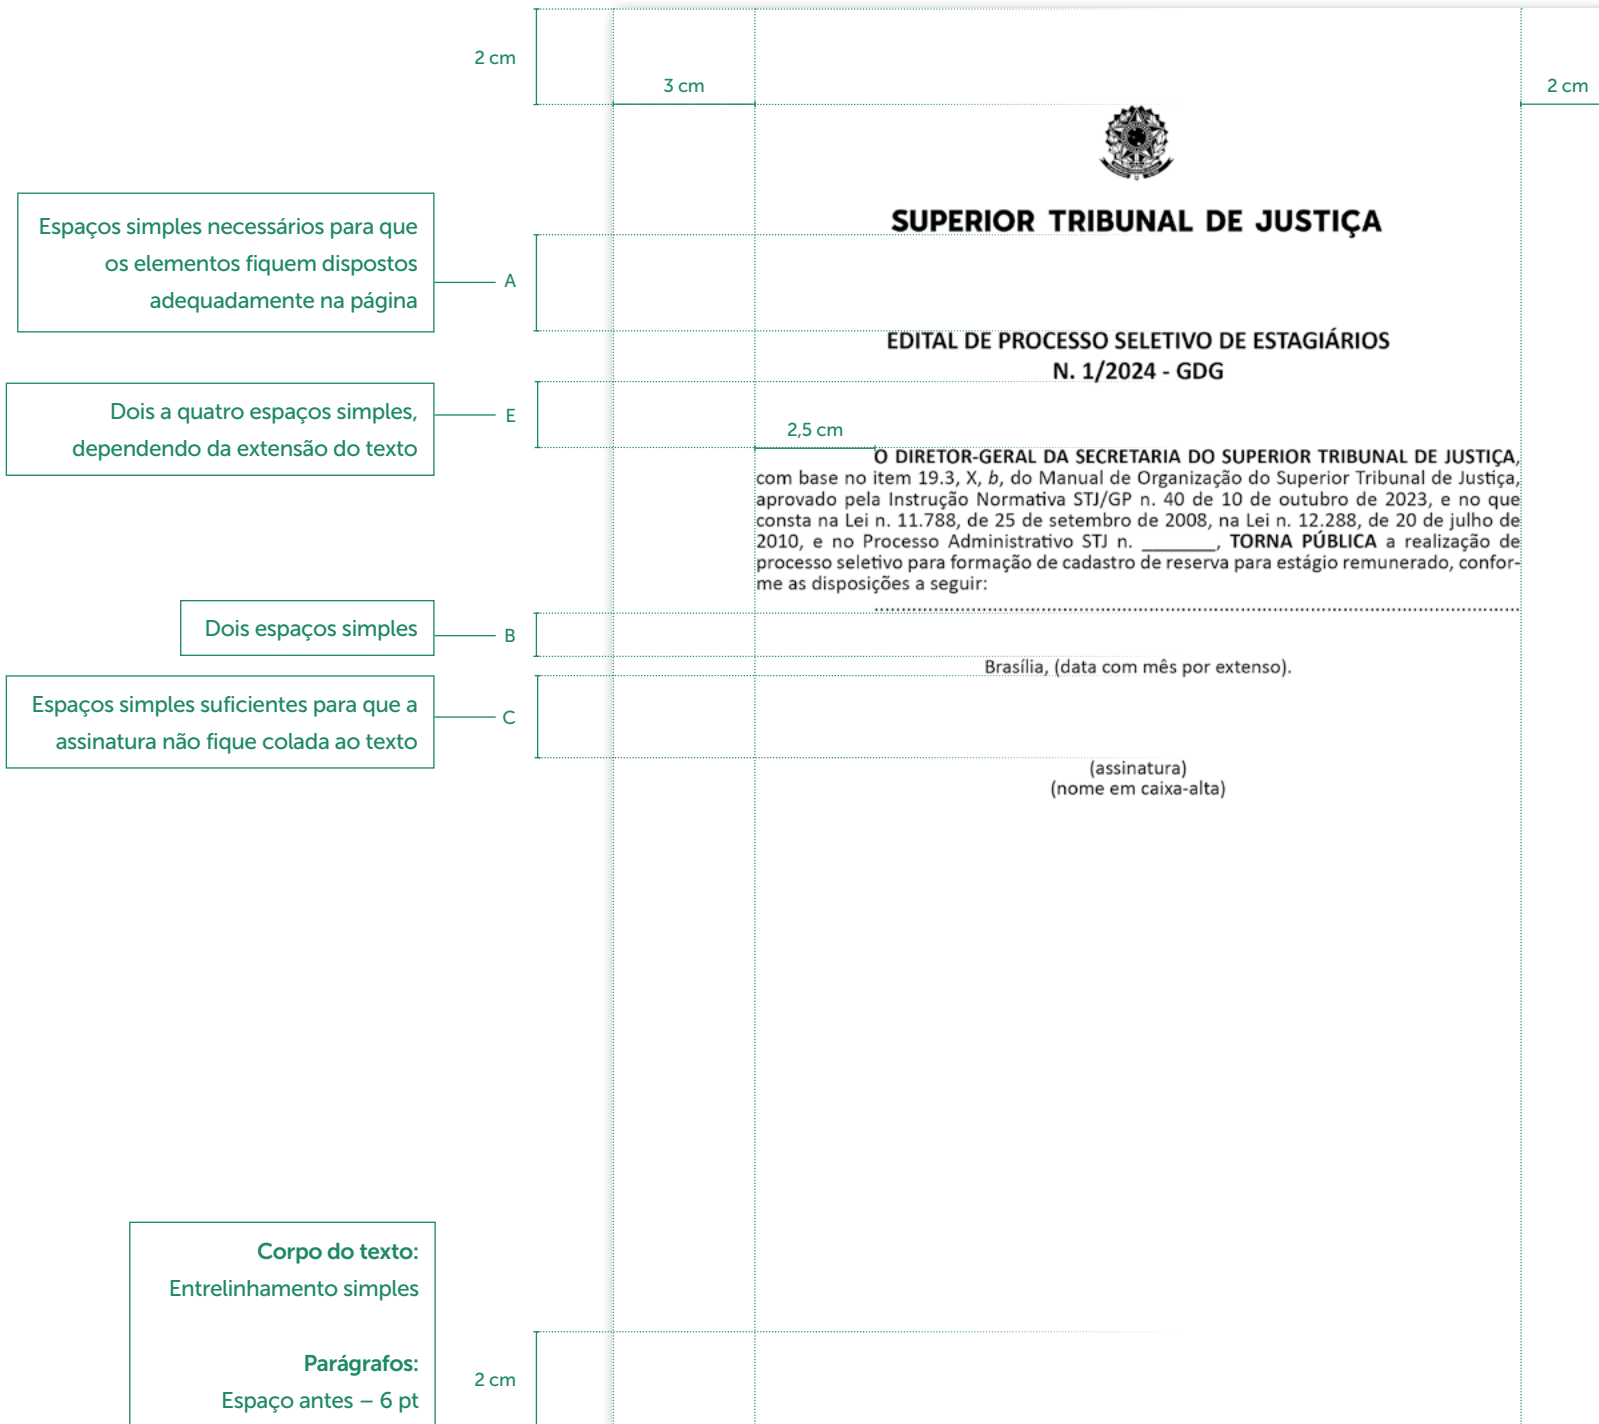 2 cm
3 cm
2 cm
SUPERIOR TRIBUNAL DE JUSTIÇA
Espaços simples necessários para que
os elementos fiquem dispostos
adequadamente na página
A
EDITAL DE PROCESSO SELETIVO DE ESTAGIÁRIOS
N. 1/2024 - GDG
Dois a quatro espaços simples,
dependendo da extensão do texto
E
2,5 cm
O DIRETOR-GERAL DA SECRETARIA DO SUPERIOR TRIBUNAL DE JUSTIÇA,
com base no item 19.3, X, b, do Manual de Organização do Superior Tribunal de Justiça,
aprovado pela Instrução Normativa STJ/GP n. 40 de 10 de outubro de 2023, e no que
consta na Lei n. 11.788, de 25 de setembro de 2008, na Lei n. 12.288, de 20 de julho de
2010, e no Processo Administrativo STJ n. ________, TORNA PÚBLICA a realização de
processo seletivo para formação de cadastro de reserva para estágio remunerado, confor-
me as disposições a seguir:
........................................................................................................................
Dois espaços simples
B
Brasília, (data com mês por extenso).
Espaços simples suficientes para que a
assinatura não fique colada ao texto
C
(assinatura)
(nome em caixa-alta)
Corpo do texto:
Entrelinhamento simples
Parágrafos:
Espaço antes – 6 pt
2 cm